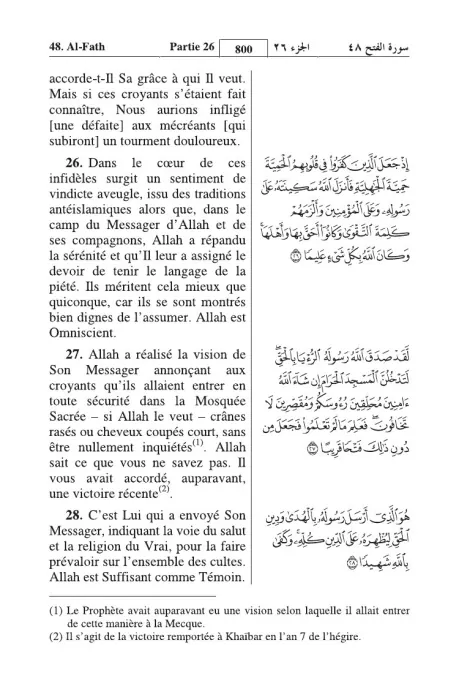 48. Al-Fath Partie 26 800 الجزء ٢٦ سورة الفتح ٤٨
accorde-t-Il Sa grâce à qui Il veut.
Mais si ces croyants s’étaient fait
connaître, Nous aurions infligé
[une défaite] aux mécréants [qui
subiront] un tourment douloureux.
26. Dans le cœur de ces
infidèles surgit un sentiment de
vindicte aveugle, issu des traditions
antéislamiques alors que, dans le
camp du Messager d’Allah et de
ses compagnons, Allah a répandu
la sérénité et qu’Il leur a assigné le
devoir de tenir le langage de la
piété. Ils méritent cela mieux que
quiconque, car ils se sont montrés
bien dignes de l’assumer. Allah est
Omniscient.
إِذْ جَعَلَ ٱلَّذِينَ كَفَرُوا۟ فِى قُلُوبِهِمُ ٱلْحَمِيَّةَ
حَمِيَّةَ ٱلْجَـٰهِلِيَّةِ فَأَنزَلَ ٱللَّهُ سَكِينَتَهُۥ عَلَىٰ
رَسُولِهِۦ وَعَلَى ٱلْمُؤْمِنِينَ وَأَلْزَمَهُمْ
كَلِمَةَ ٱلتَّقْوَىٰ وَكَانُوٓا۟ أَحَقَّ بِهَا وَأَهْلَهَا ۚ
وَكَانَ ٱللَّهُ بِكُلِّ شَىْءٍ عَلِيمًا ٢٦
27. Allah a réalisé la vision de
Son Messager annonçant aux
croyants qu’ils allaient entrer en
toute sécurité dans la Mosquée
Sacrée – si Allah le veut – crânes
rasés ou cheveux coupés court, sans
être nullement inquiétés(1). Allah
sait ce que vous ne savez pas. Il
vous avait accordé, auparavant,
une victoire récente(2).
لَّقَدْ صَدَقَ ٱللَّهُ رَسُولَهُ ٱلرُّءْيَا بِٱلْحَقِّ ۖ
لَتَدْخُلُنَّ ٱلْمَسْجِدَ ٱلْحَرَامَ إِن شَآءَ ٱللَّهُ
ءَامِنِينَ مُحَلِّقِينَ رُءُوسَكُمْ وَمُقَصِّرِينَ لَا
تَخَافُونَ ۖ فَعَلِمَ مَا لَمْ تَعْلَمُوا۟ فَجَعَلَ مِن
دُونِ ذَٰلِكَ فَتْحًا قَرِيبًا ٢٧
28. C’est Lui qui a envoyé Son
Messager, indiquant la voie du salut
et la religion du Vrai, pour la faire
prévaloir sur l’ensemble des cultes.
Allah est Suffisant comme Témoin.
هُوَ ٱلَّذِىٓ أَرْسَلَ رَسُولَهُۥ بِٱلْهُدَىٰ وَدِينِ
ٱلْحَقِّ لِيُظْهِرَهُۥ عَلَى ٱلدِّينِ كُلِّهِۦ ۚ وَكَفَىٰ
بِٱللَّهِ شَهِيدًا ٢٨
(1) Le Prophète avait auparavant eu une vision selon laquelle il allait entrer
de cette manière à la Mecque.
(2) Il s’agit de la victoire remportée à Khaïbar en l’an 7 de l’hégire.